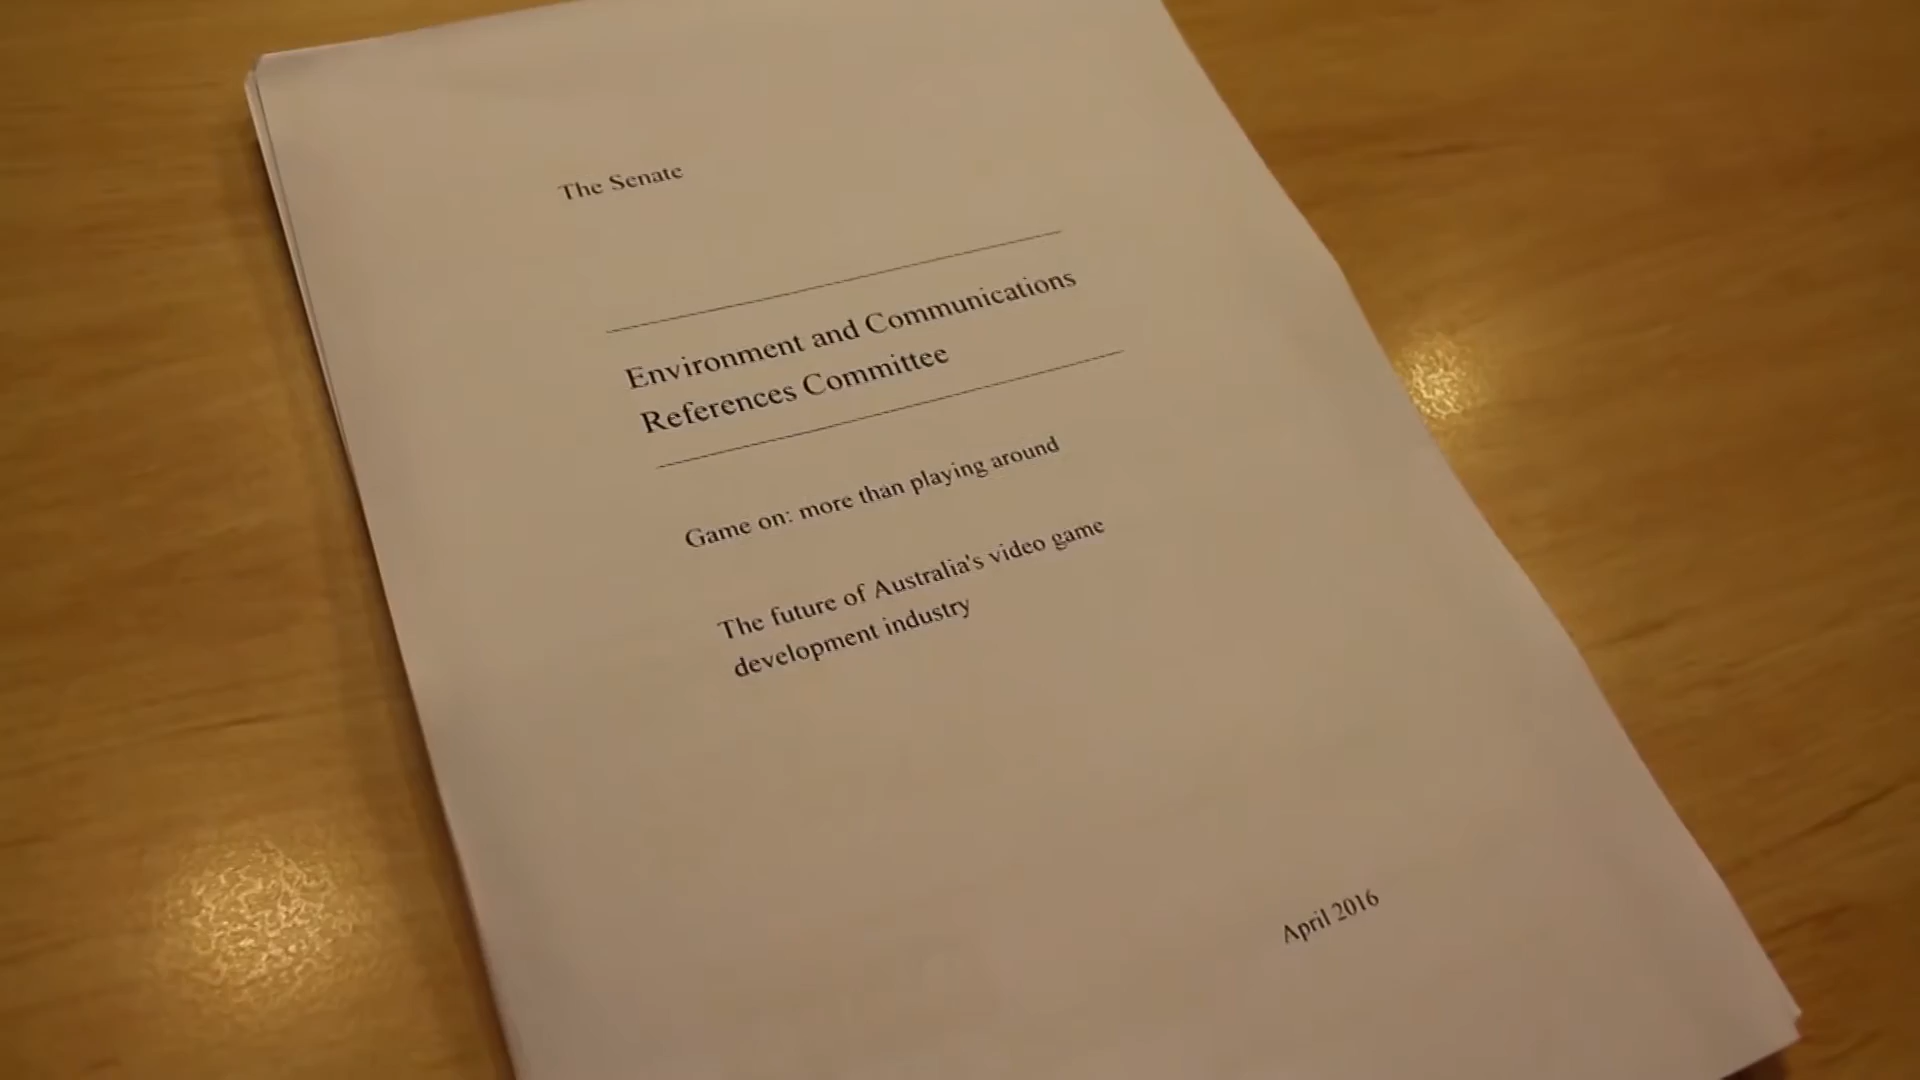 The Senate
Environment and Communications
References Committee
Game on: more than playing around
The future of Australia's video game
development industry
April 2016